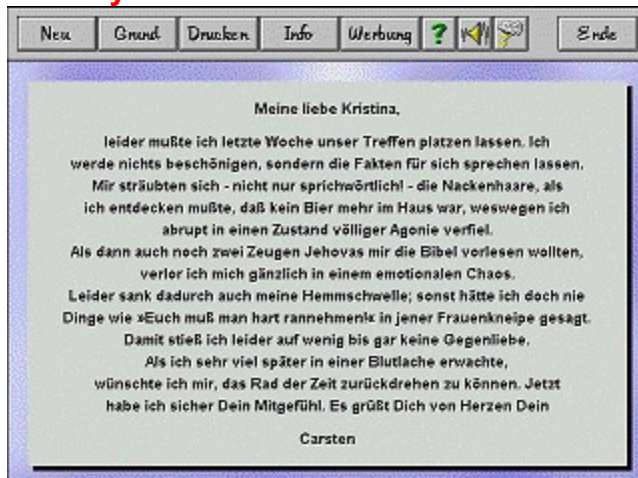 Neu Grund Drucken Info Werbung ? Ende
Meine liebe Kristina,
leider mußte ich letzte Woche unser Treffen platzen lassen. Ich
werde nichts beschönigen, sondern die Fakten für sich sprechen lassen.
Mir sträubten sich - nicht nur sprichwörtlich! - die Nackenhaare, als
ich entdecken mußte, daß kein Bier mehr im Haus war, weswegen ich
abrupt in einen Zustand völliger Agonie verfiel.
Als dann auch noch zwei Zeugen Jehovas mir die Bibel vorlesen wollten,
verlor ich mich gänzlich in einem emotionalen Chaos.
Leider sank dadurch auch meine Hemmschwelle; sonst hätte ich doch nie
Dinge wie »Euch muß man hart rannehmen!« in jener Frauenkneipe gesagt.
Damit stieß ich leider auf wenig bis gar keine Gegenliebe.
Als ich sehr viel später in einer Blutlache erwachte,
wünschte ich mir, das Rad der Zeit zurückdrehen zu können. Jetzt
habe ich sicher Dein Mitgefühl. Es grüßt Dich von Herzen Dein
Carsten